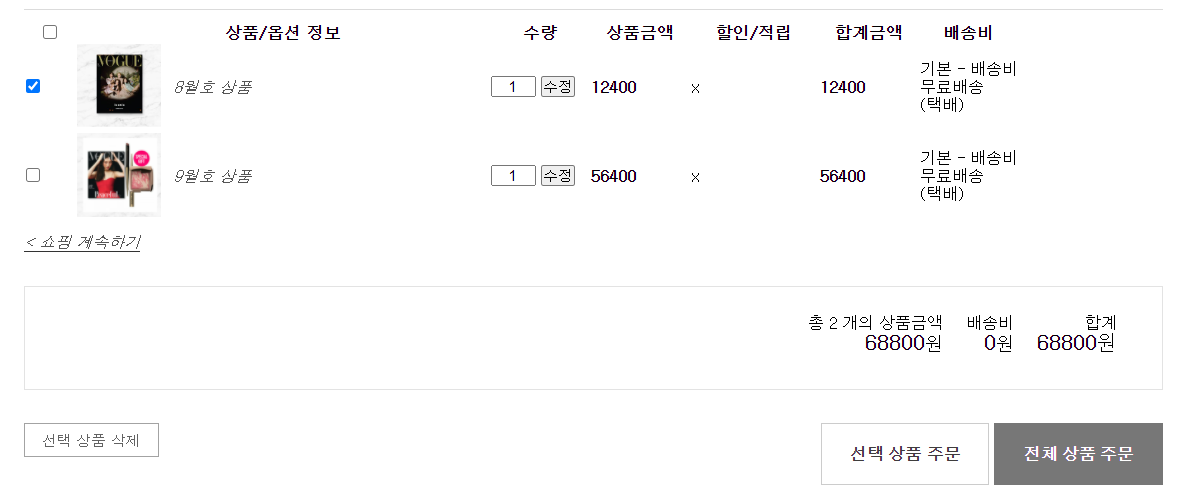 상품/옵션 정보 수량 상품금액 할인/적립 합계금액 배송비
VOGUE
8월호 상품 1 수정 12400 x 12400 기본 - 배송비
무료배송
(택배)
VOGUE
SPECIAL
GIFT
9월호 상품 1 수정 56400 x 56400 기본 - 배송비
무료배송
(택배)
< 쇼핑 계속하기
총 2 개의 상품금액 배송비 합계
68800원 0원 68800원
선택 상품 삭제 선택 상품 주문 전체 상품 주문